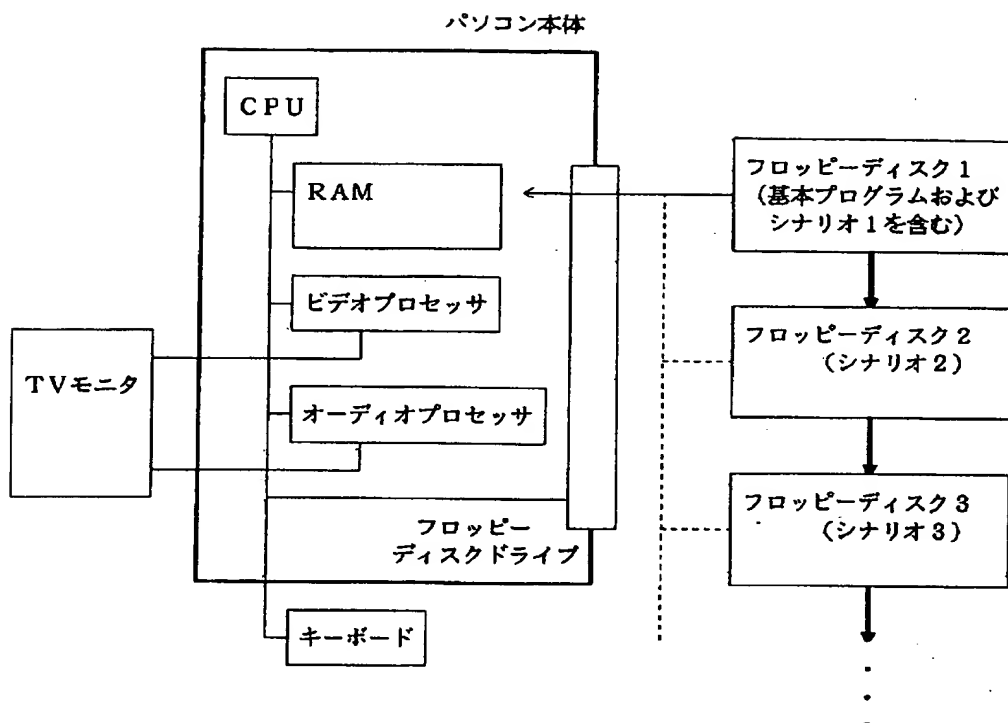 パソコン本体
CPU
RAM
ビデオプロセッサ
TVモニタ
オーディオプロセッサ
フロッピー
ディスクドライブ
キーボード
フロッピーディスク1
(基本プログラムおよび
シナリオ1を含む)
フロッピーディスク2
(シナリオ2)
フロッピーディスク3
(シナリオ3)